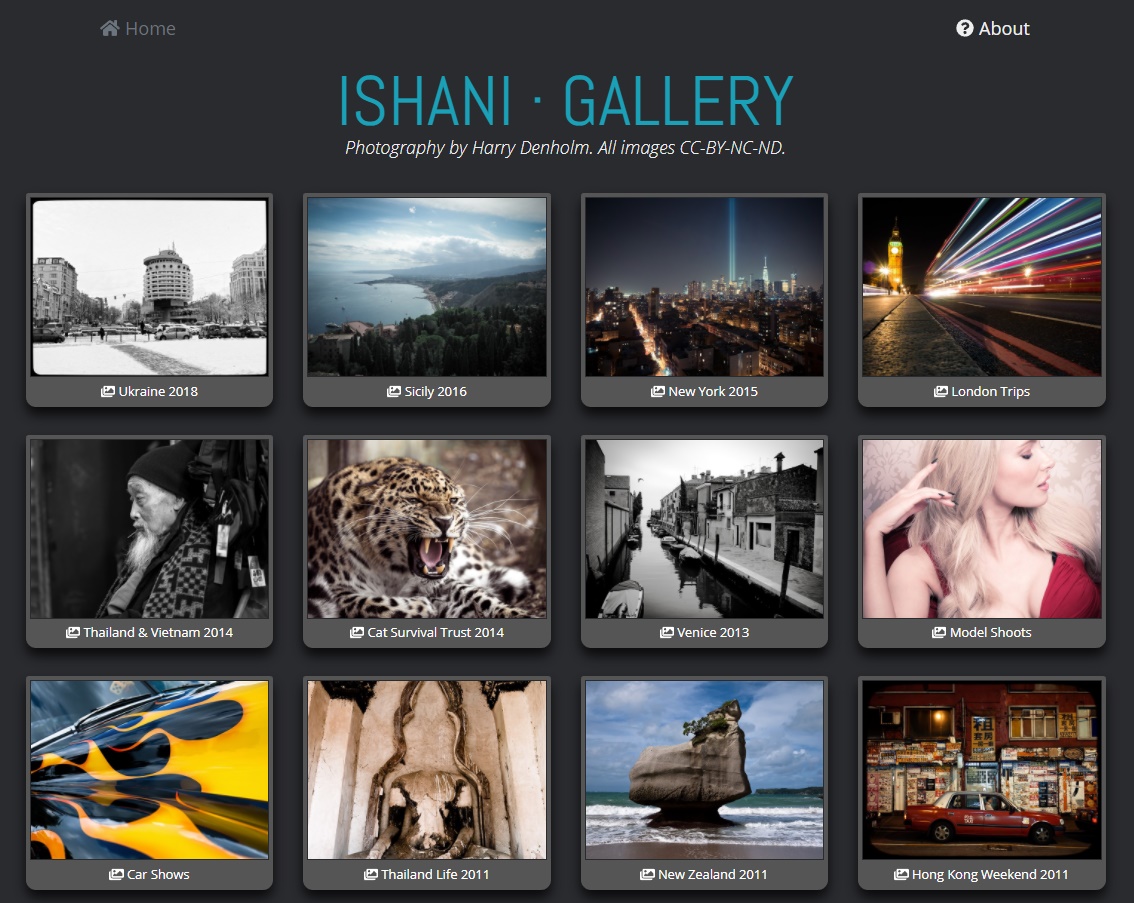 Home
About
ISHANI · GALLERY
Photography by Harry Denholm. All images CC-BY-NC-ND.
Ukraine 2018
Sicily 2016
New York 2015
London Trips
Thailand & Vietnam 2014
Cat Survival Trust 2014
Venice 2013
Model Shoots
Car Shows
Thailand Life 2011
New Zealand 2011
Hong Kong Weekend 2011